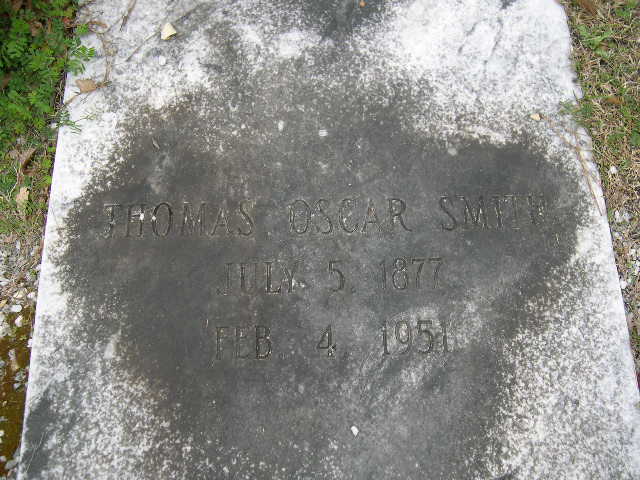 THOMAS OSCAR SMITH
JULY 5, 1877
FEB. 4, 1951